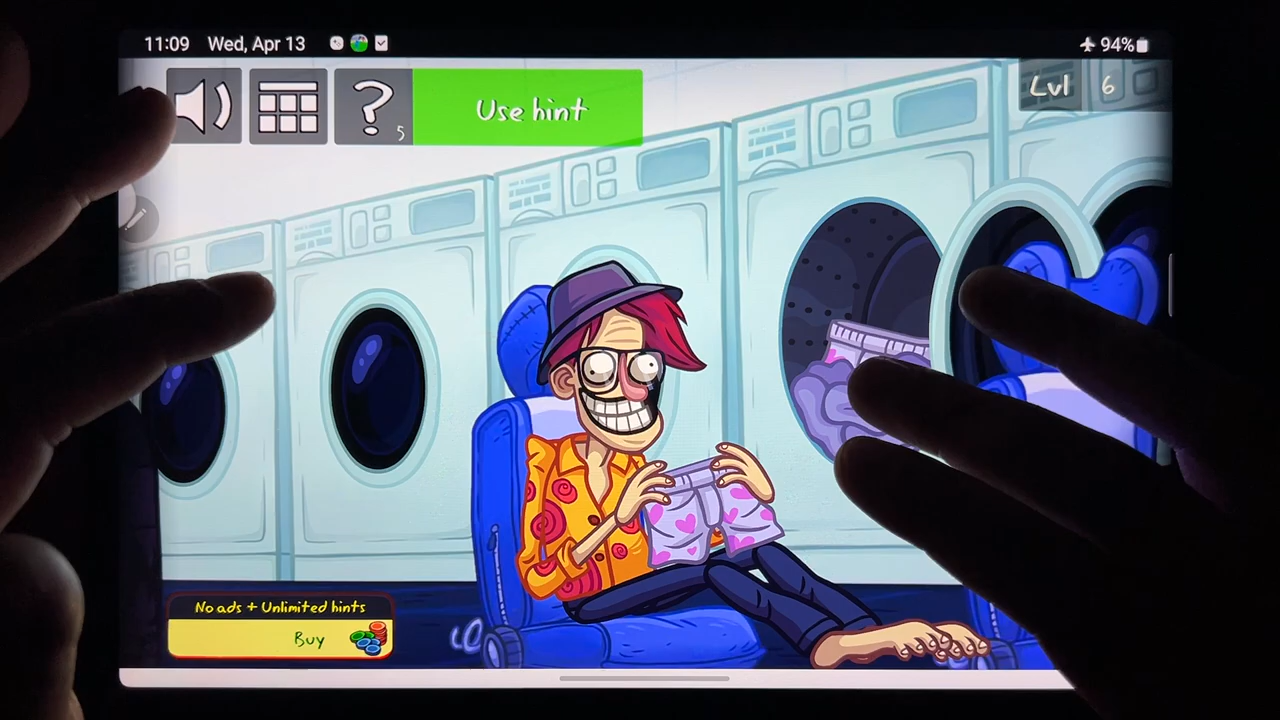 11:09 Wed, Apr 13
94%
Use hint
5
Lvl 6
No ads + Unlimited hints
Buy